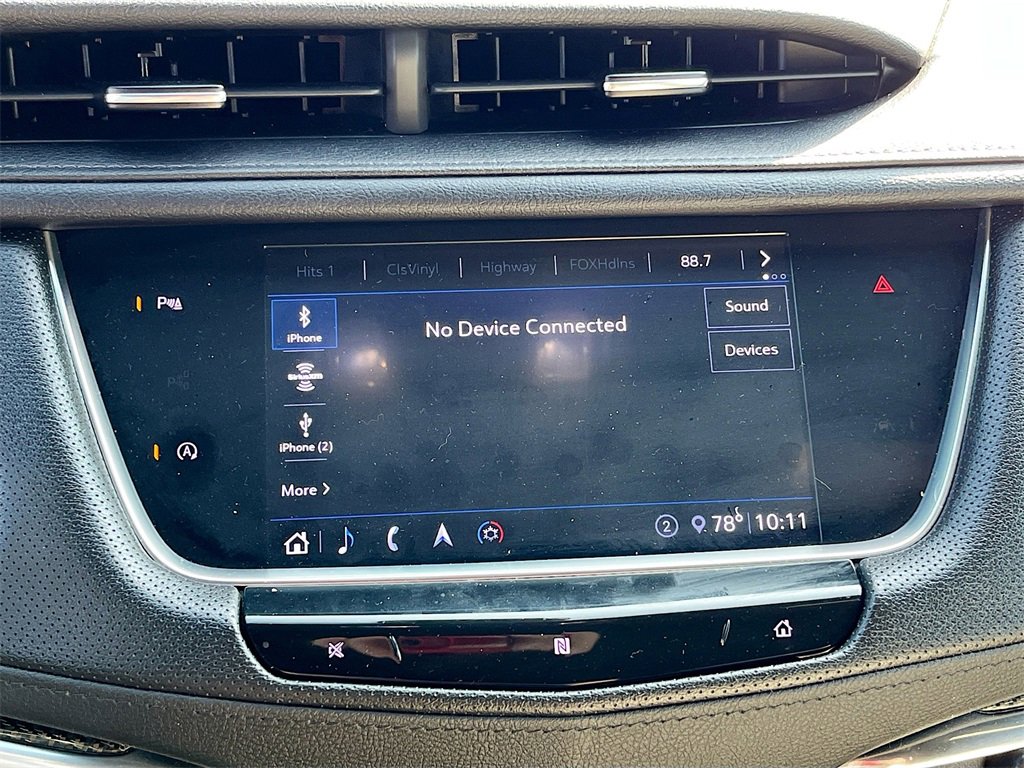 Hits 1 ClsVinyl Highway FOXHdlns 88.7
iPhone
No Device Connected
Sound
Devices
SiriusXM
iPhone (2)
More
2 78° 10:11
P
A
N